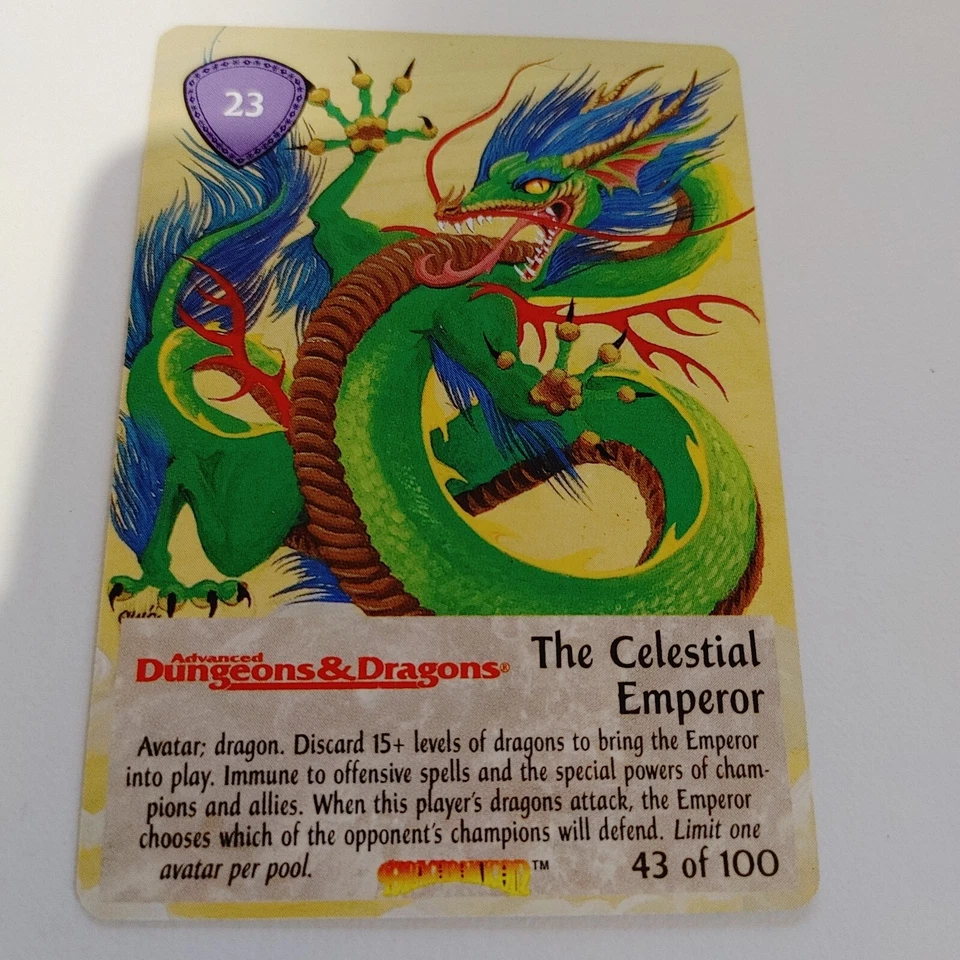 23
Advanced
Dungeons & Dragons®
The Celestial
Emperor
Avatar; dragon. Discard 15+ levels of dragons to bring the Emperor
into play. Immune to offensive spells and the special powers of cham-
pions and allies. When this player's dragons attack, the Emperor
chooses which of the opponent's champions will defend. Limit one
avatar per pool.
™
43 of 100